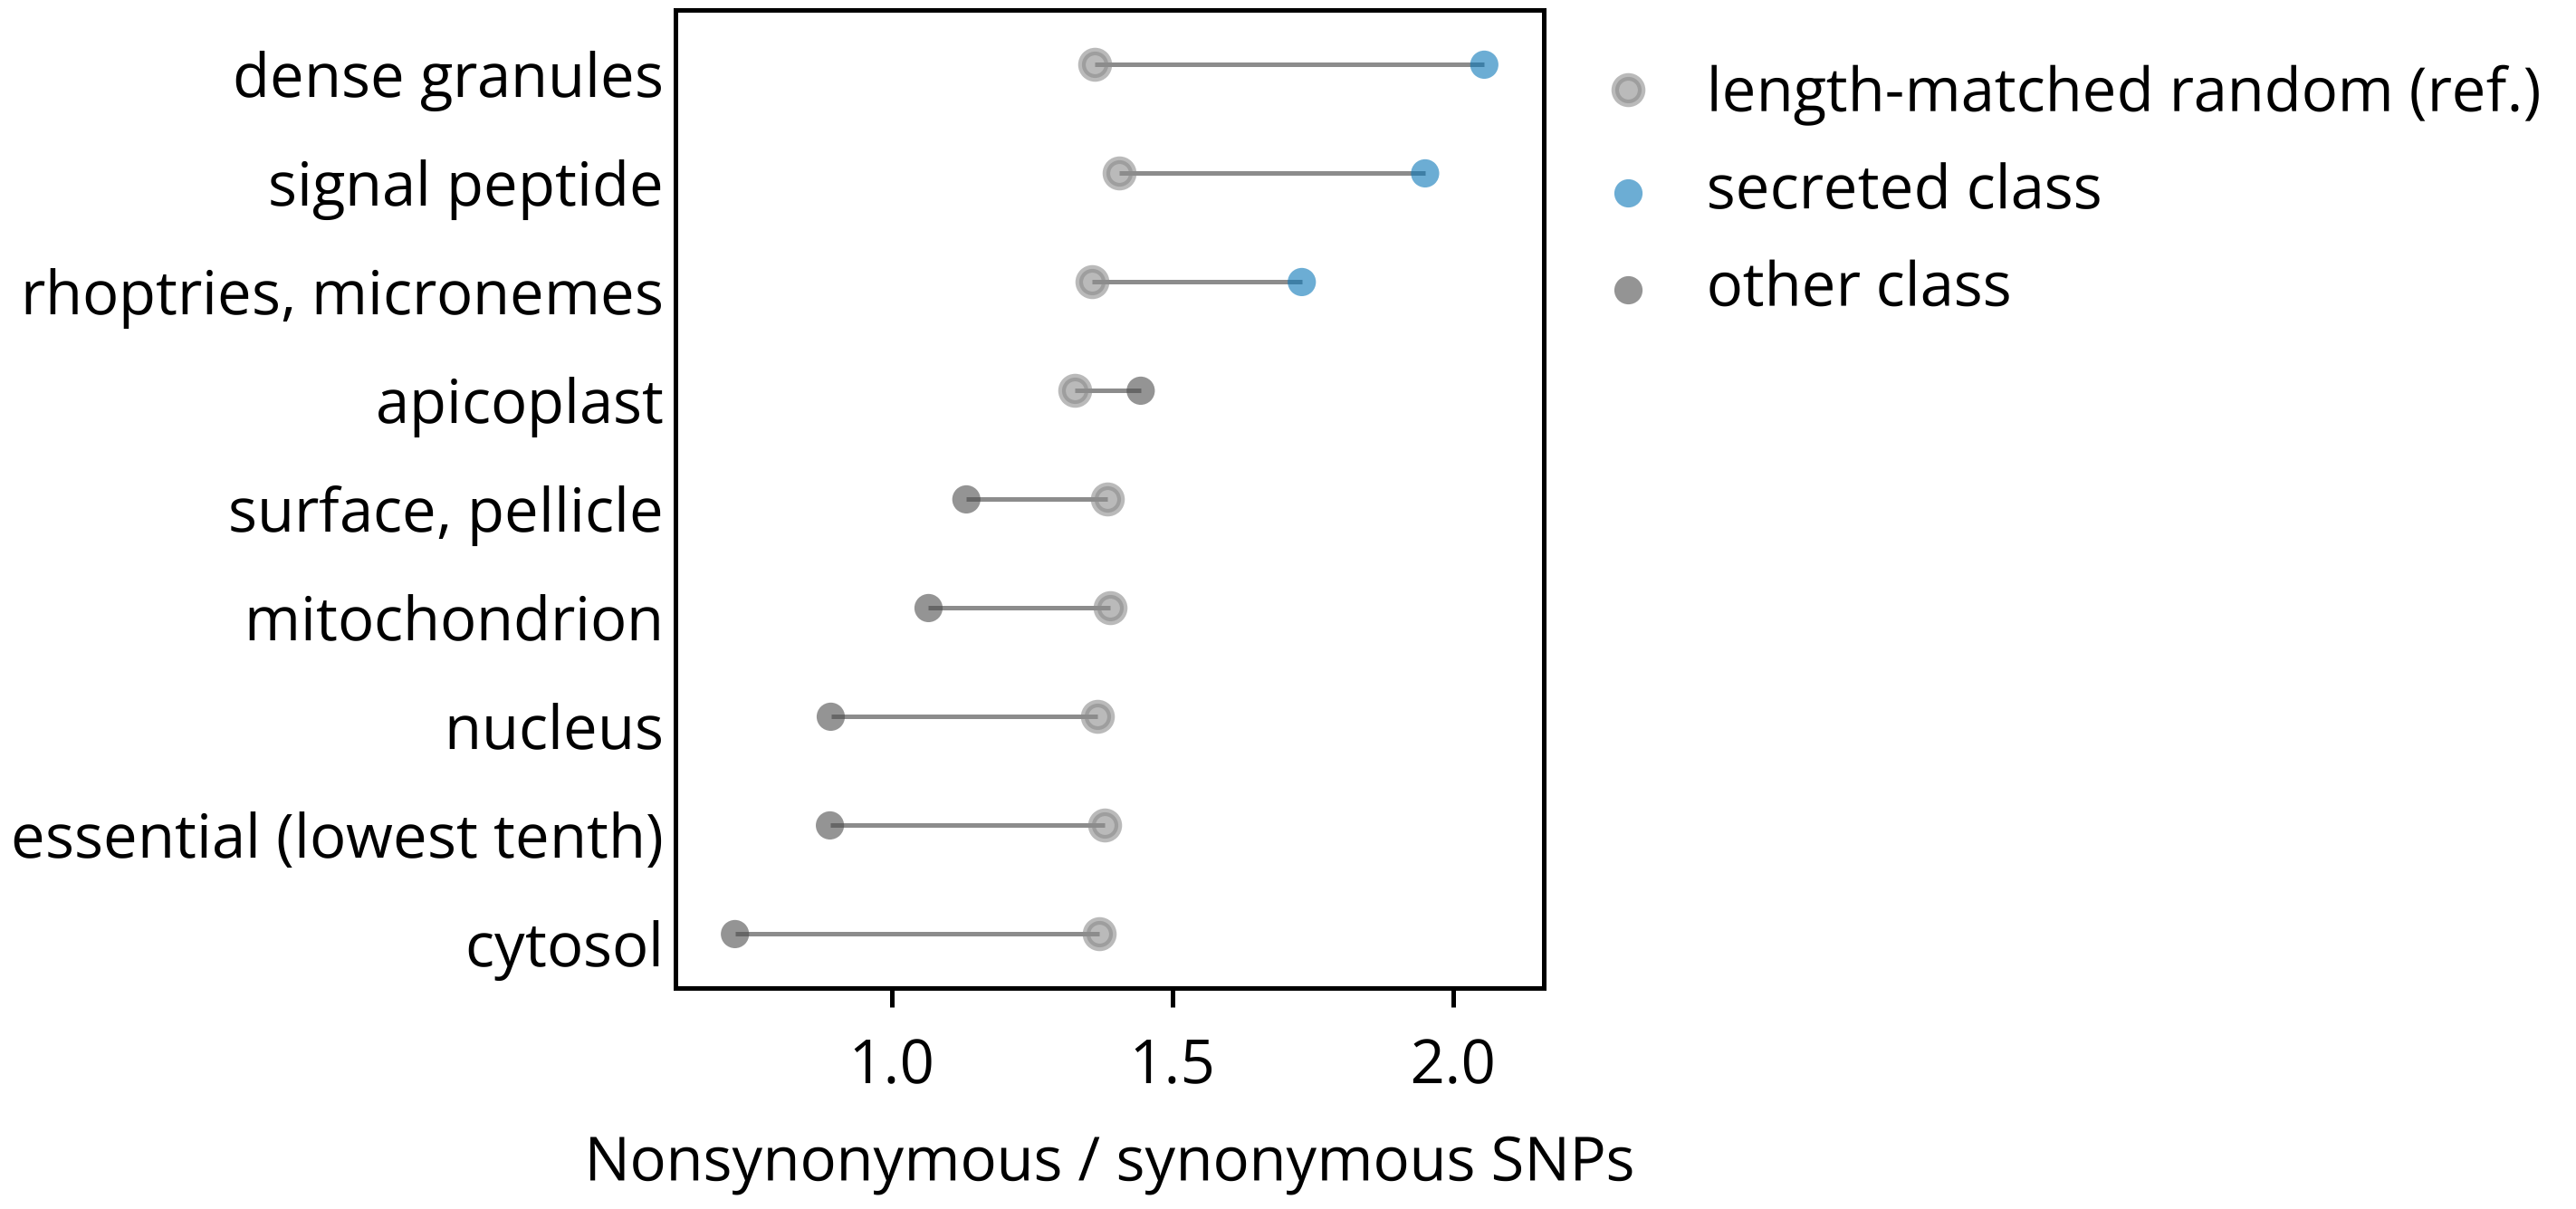 dense granules
signal peptide
rhoptries, micronemes
apicoplast
surface, pellicle
mitochondrion
nucleus
essential (lowest tenth)
cytosol
1.0 1.5 2.0
Nonsynonymous / synonymous SNPs
length-matched random (ref.)
secreted class
other class